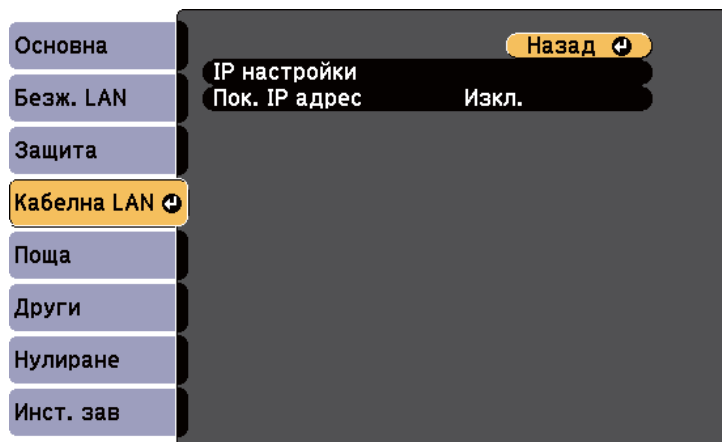 Основна
Безж. LAN
Защита
Кабелна LAN
Поща
Други
Нулиране
Инст. зав
Назад
IP настройки
Пок. IP адрес Изкл.